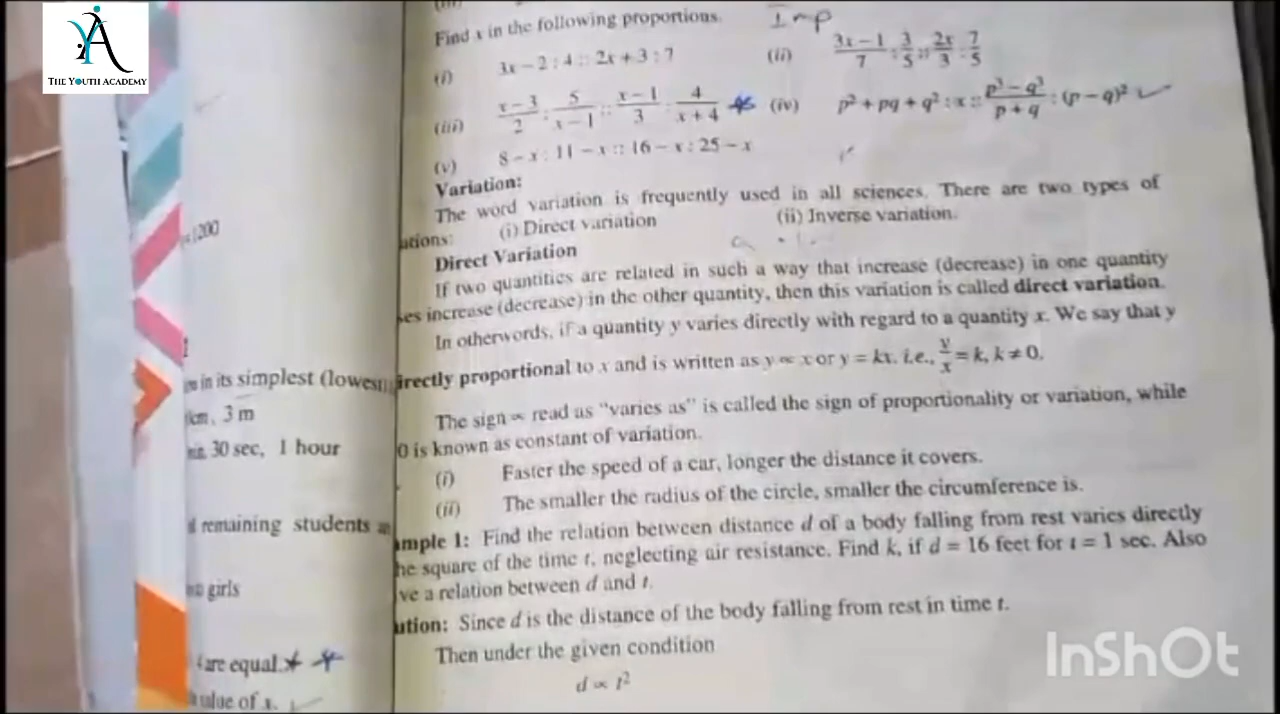 THE YOUTH ACADEMY
Find x in the following proportions.
Imp
(i) 3x – 2 : 4 :: 2x + 3 : 7
(ii) (3x – 1)/7 : 3/5 :: 2x/3 : 7/5
(iii) (x – 3)/2 : 5/(x – 1) :: (x – 1)/3 : 4/(x + 4)
(iv) p² + pq + q² : x :: (p³ – q³)/(p + q) : (p – q)²
(v) 8 – x : 11 – x :: 16 – x : 25 – x
Variation:
The word variation is frequently used in all sciences. There are two types of
ations: (i) Direct variation (ii) Inverse variation.
Direct Variation
If two quantities are related in such a way that increase (decrease) in one quantity
ses increase (decrease) in the other quantity, then this variation is called direct variation.
In otherwords, if a quantity y varies directly with regard to a quantity x. We say that y
irectly proportional to x and is written as y ∝ x or y = kx. i.e., y/x = k, k ≠ 0.
The sign ∝ read as "varies as" is called the sign of proportionality or variation, while
0 is known as constant of variation.
(i) Faster the speed of a car, longer the distance it covers.
(ii) The smaller the radius of the circle, smaller the circumference is.
ample 1: Find the relation between distance d of a body falling from rest varies directly
he square of the time t, neglecting air resistance. Find k, if d = 16 feet for t = 1 sec. Also
ve a relation between d and t.
ution: Since d is the distance of the body falling from rest in time t.
Then under the given condition
d ∝ t²
1200
in its simplest (lowest)
3 m
30 sec, 1 hour
remaining students
girls
are equal.
value of x.
InShOt